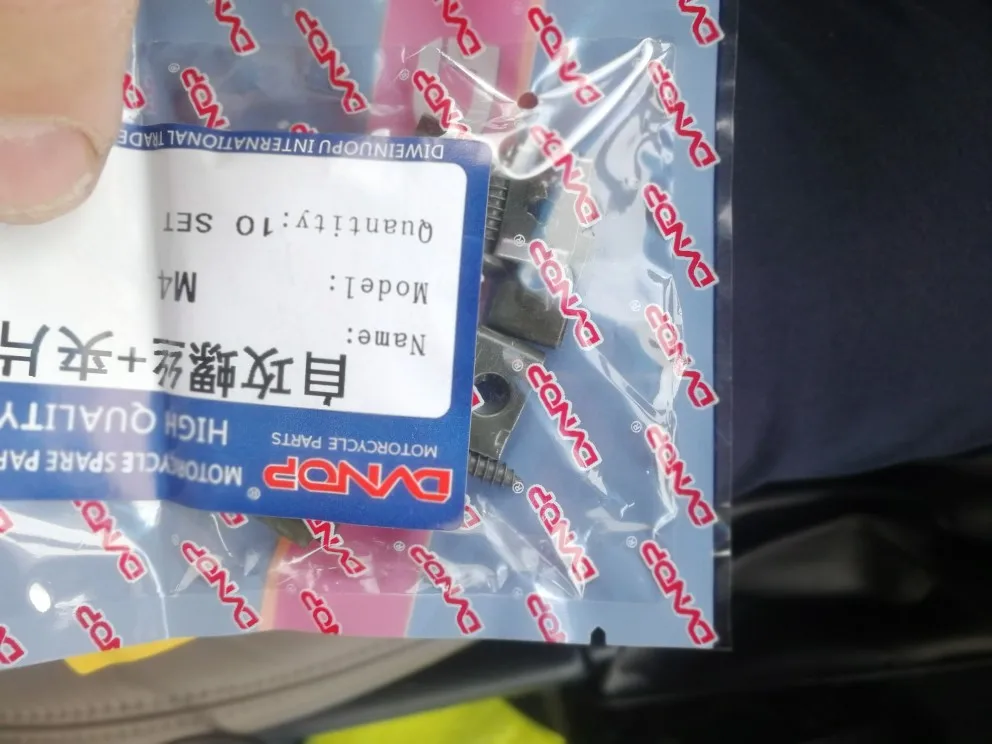 DVNOP®
MOTORCYCLE PARTS
MOTORCYCLE SPARE PAR
HIGH QUALITY
自攻螺丝+夹片
Name:
Model: M4
Quantity:10 SET
DIWEINUOPU INTERNATIONAL TRADE